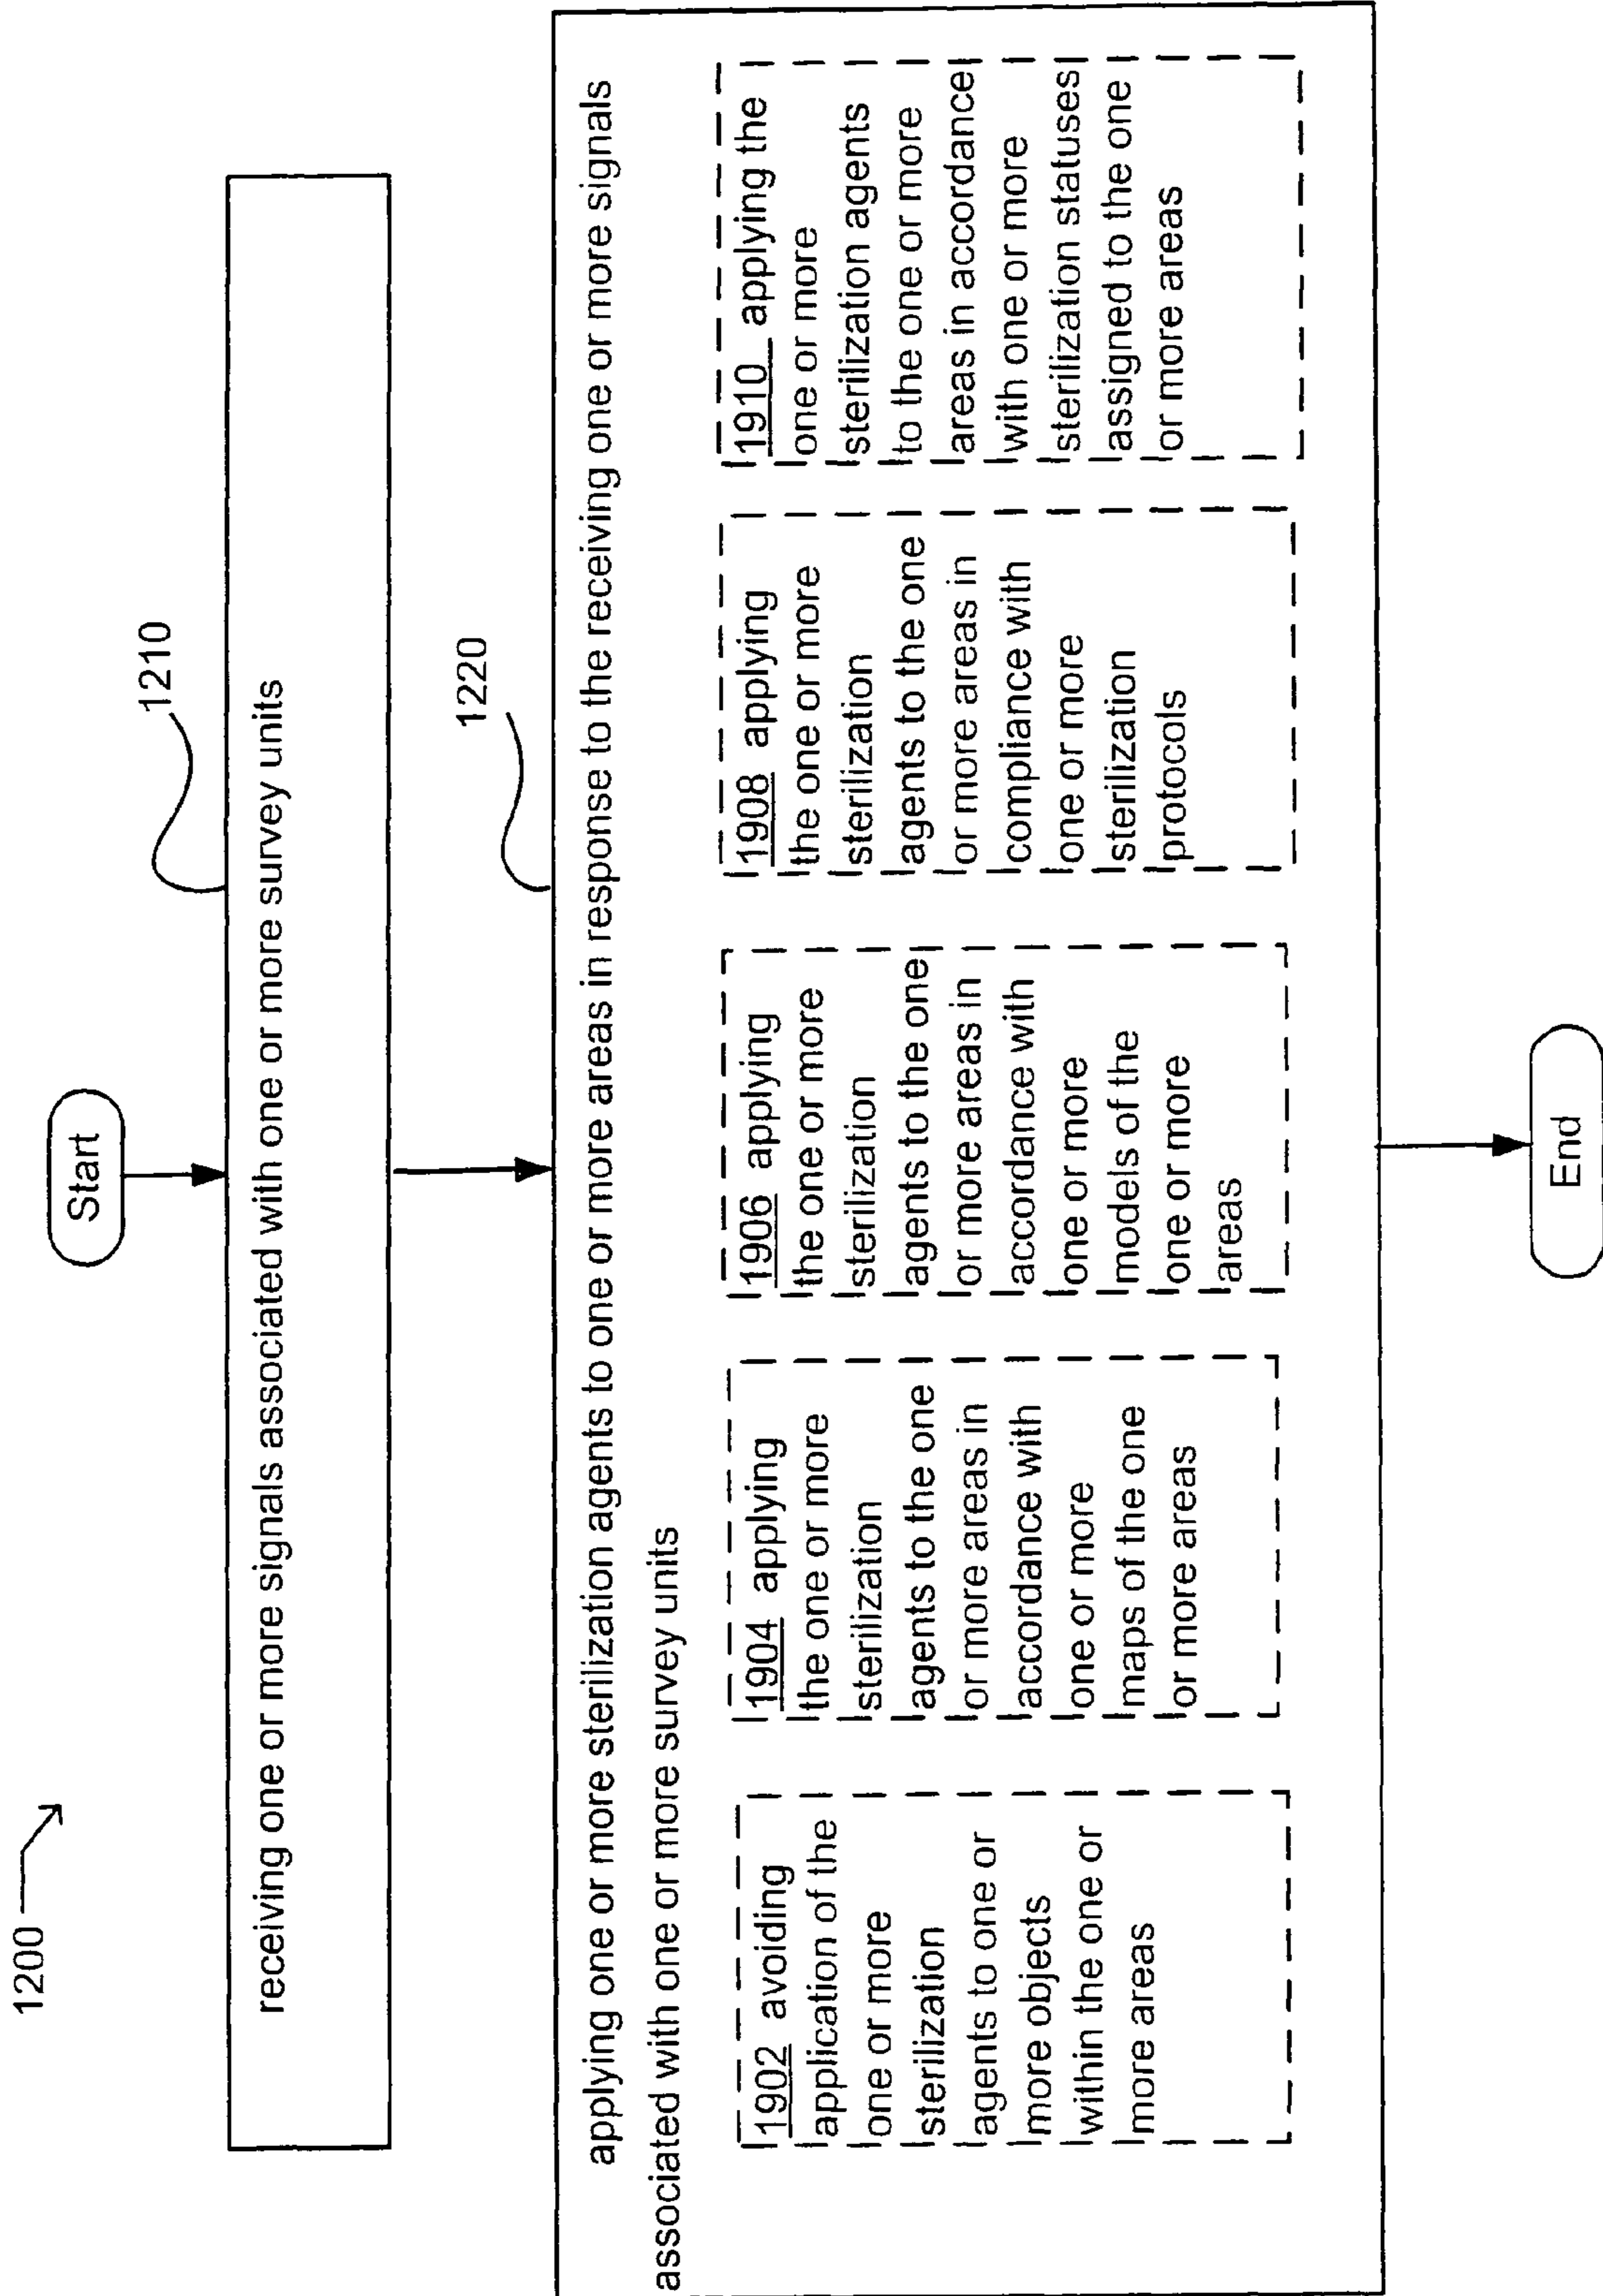 1200
Start
1210
receiving one or more signals associated with one or more survey units
1220
applying one or more sterilization agents to one or more areas in response to the receiving one or more signals
associated with one or more survey units
1902 avoiding
application of the
one or more
sterilization
agents to one or
more objects
within the one or
more areas
1904 applying
the one or more
sterilization
agents to the one
or more areas in
accordance with
one or more
maps of the one
or more areas
1906 applying
the one or more
sterilization
agents to the one
or more areas in
accordance with
one or more
models of the
one or more
areas
1908 applying
the one or more
sterilization
agents to the one
or more areas in
compliance with
one or more
sterilization
protocols
1910 applying the
one or more
sterilization agents
to the one or more
areas in accordance
with one or more
sterilization statuses
assigned to the one
or more areas
End